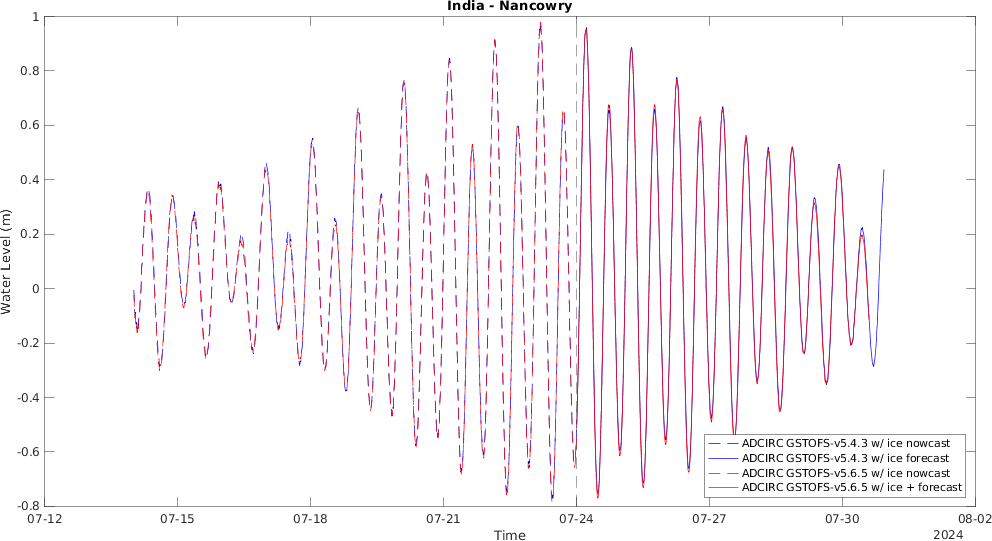 India - Nancowry
1
0.8
0.6
0.4
0.2
0
-0.2
-0.4
-0.6
-0.8
Water Level (m)
ADCIRC GSTOFS-v5.4.3 w/ ice nowcast
ADCIRC GSTOFS-v5.4.3 w/ ice forecast
ADCIRC GSTOFS-v5.6.5 w/ ice nowcast
ADCIRC GSTOFS-v5.6.5 w/ ice + forecast
07-12 07-15 07-18 07-21 07-24 07-27 07-30 08-02
Time
2024